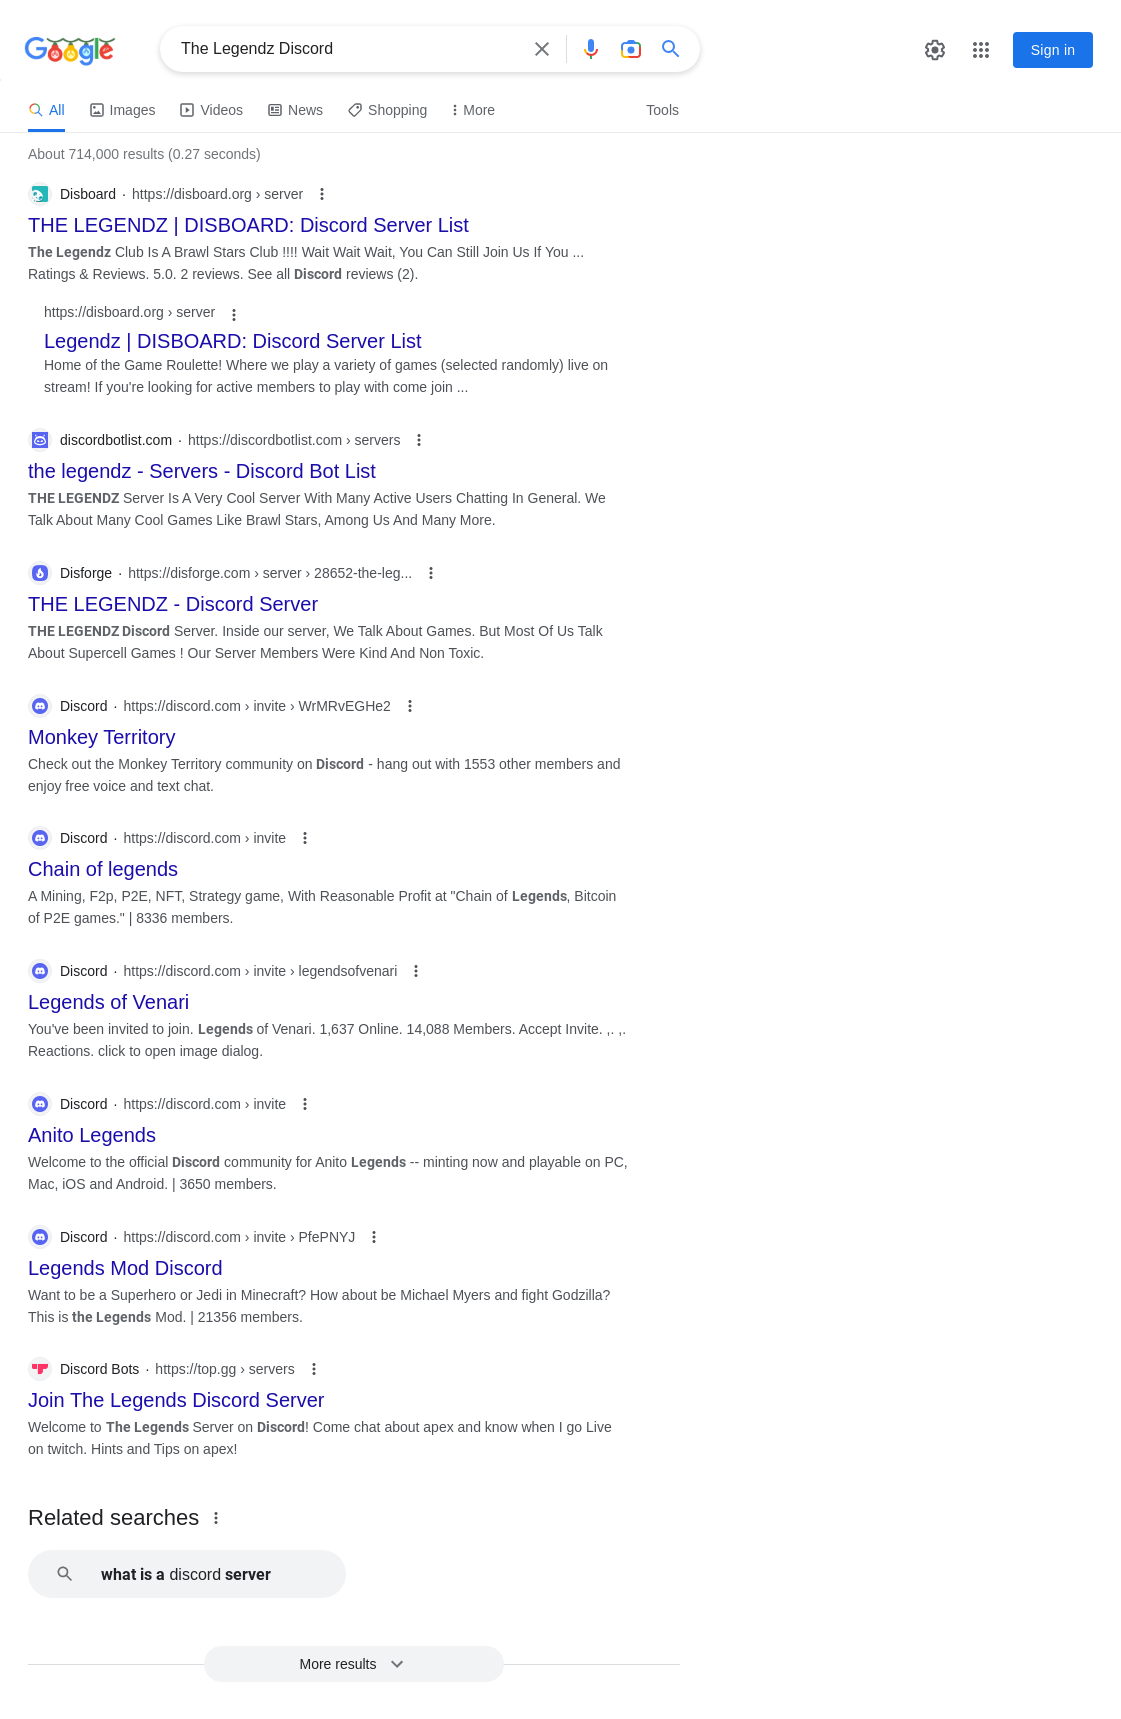 Google
The Legendz Discord
Sign in
All
Images
Videos
News
Shopping
More
Tools
About 714,000 results (0.27 seconds)
Disboard · https://disboard.org › server
THE LEGENDZ | DISBOARD: Discord Server List
The Legendz Club Is A Brawl Stars Club !!!! Wait Wait Wait, You Can Still Join Us If You ...
Ratings & Reviews. 5.0. 2 reviews. See all Discord reviews (2).
https://disboard.org › server
Legendz | DISBOARD: Discord Server List
Home of the Game Roulette! Where we play a variety of games (selected randomly) live on
stream! If you're looking for active members to play with come join ...
discordbotlist.com · https://discordbotlist.com › servers
the legendz - Servers - Discord Bot List
THE LEGENDZ Server Is A Very Cool Server With Many Active Users Chatting In General. We
Talk About Many Cool Games Like Brawl Stars, Among Us And Many More.
Disforge · https://disforge.com › server › 28652-the-leg...
THE LEGENDZ - Discord Server
THE LEGENDZ Discord Server. Inside our server, We Talk About Games. But Most Of Us Talk
About Supercell Games ! Our Server Members Were Kind And Non Toxic.
Discord · https://discord.com › invite › WrMRvEGHe2
Monkey Territory
Check out the Monkey Territory community on Discord - hang out with 1553 other members and
enjoy free voice and text chat.
Discord · https://discord.com › invite
Chain of legends
A Mining, F2p, P2E, NFT, Strategy game, With Reasonable Profit at "Chain of Legends, Bitcoin
of P2E games." | 8336 members.
Discord · https://discord.com › invite › legendsofvenari
Legends of Venari
You've been invited to join. Legends of Venari. 1,637 Online. 14,088 Members. Accept Invite. ,. ,.
Reactions. click to open image dialog.
Discord · https://discord.com › invite
Anito Legends
Welcome to the official Discord community for Anito Legends -- minting now and playable on PC,
Mac, iOS and Android. | 3650 members.
Discord · https://discord.com › invite › PfePNYJ
Legends Mod Discord
Want to be a Superhero or Jedi in Minecraft? How about be Michael Myers and fight Godzilla?
This is the Legends Mod. | 21356 members.
Discord Bots · https://top.gg › servers
Join The Legends Discord Server
Welcome to The Legends Server on Discord! Come chat about apex and know when I go Live
on twitch. Hints and Tips on apex!
Related searches
what is a discord server
More results